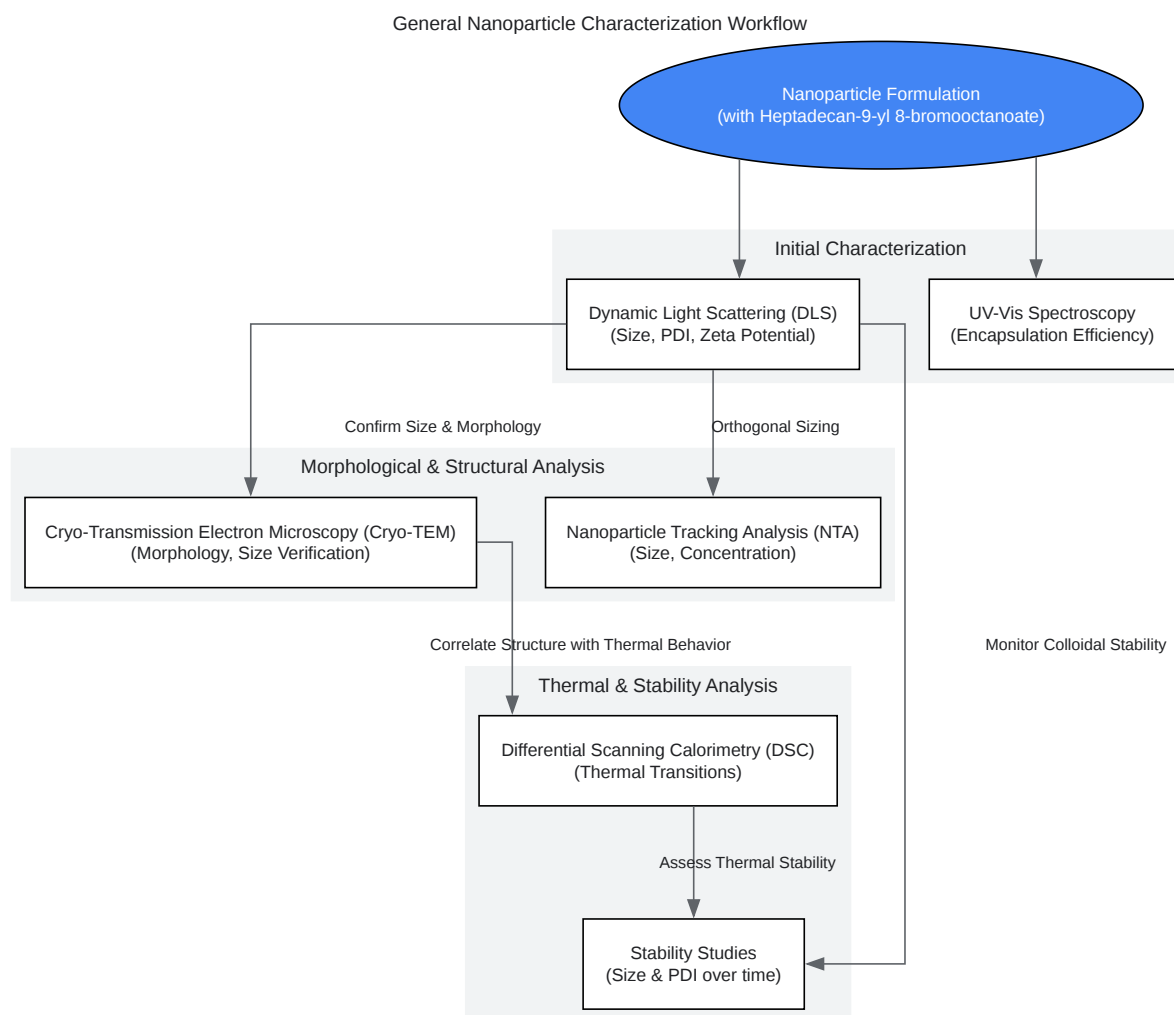 General Nanoparticle Characterization Workflow
Nanoparticle Formulation
(with Heptadecan-9-yl 8-bromooctanoate)
Initial Characterization
Dynamic Light Scattering (DLS)
(Size, PDI, Zeta Potential)
UV-Vis Spectroscopy
(Encapsulation Efficiency)
Confirm Size & Morphology
Orthogonal Sizing
Morphological & Structural Analysis
Cryo-Transmission Electron Microscopy (Cryo-TEM)
(Morphology, Size Verification)
Nanoparticle Tracking Analysis (NTA)
(Size, Concentration)
Correlate Structure with Thermal Behavior
Monitor Colloidal Stability
Thermal & Stability Analysis
Differential Scanning Calorimetry (DSC)
(Thermal Transitions)
Assess Thermal Stability
Stability Studies
(Size & PDI over time)